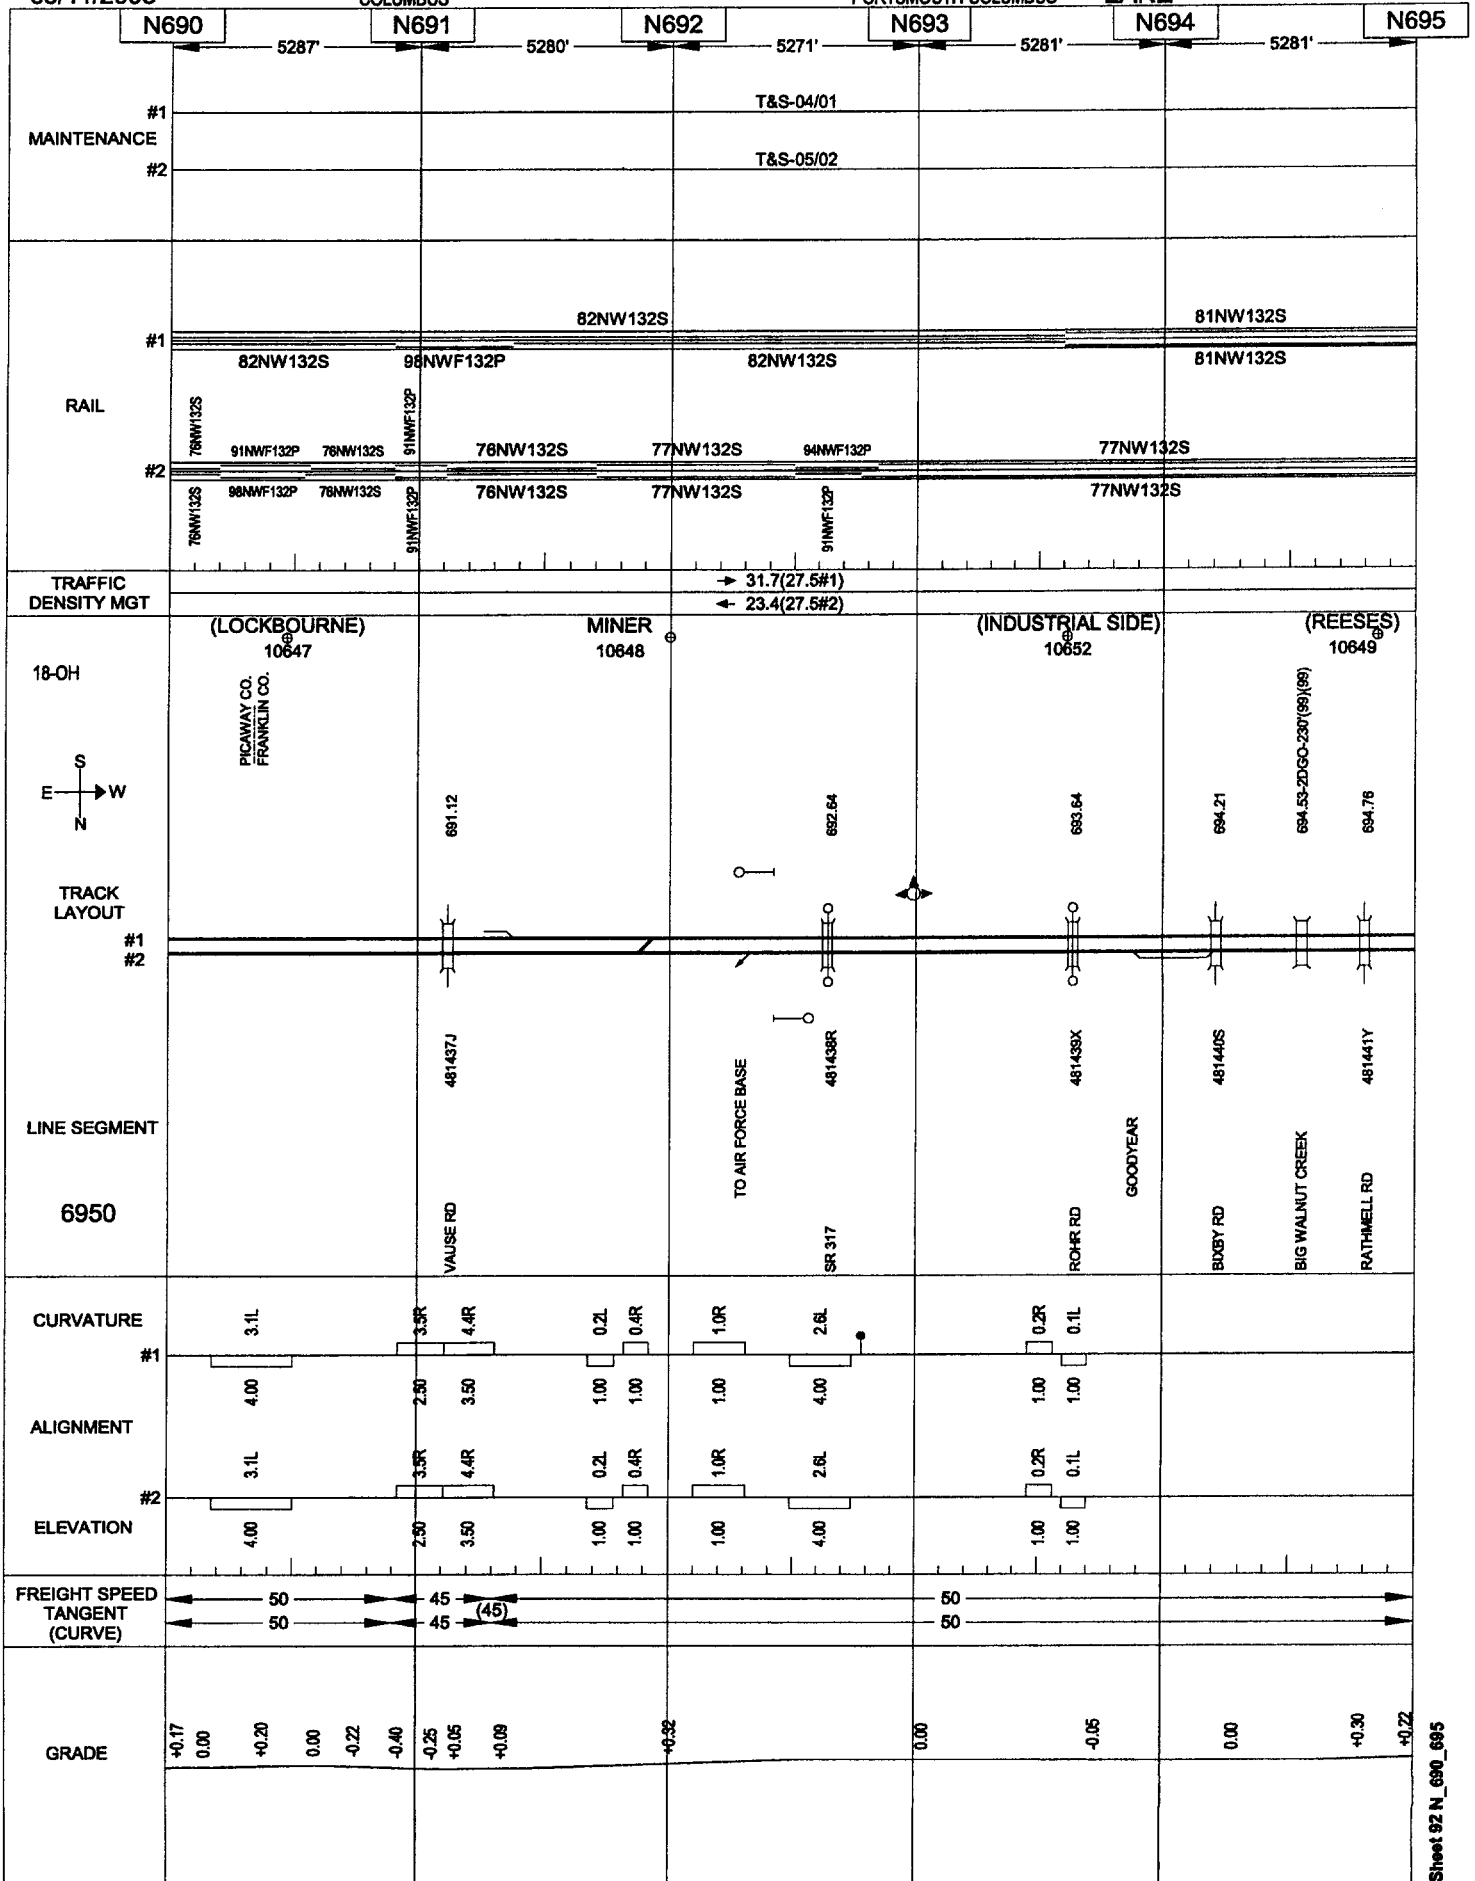 COLUMBUS
N690 N691 N692 N693 N694 N695
5287' 5280' 5271' 5281' 5281'
MAINTENANCE
#1 T&S-04/01
#2 T&S-05/02
RAIL
82NW132S 81NW132S
#1
82NW132S 98NWF132P 82NW132S 81NW132S
76NW132S 91NWF132P 76NW132S 91NWF132P 76NW132S 77NW132S 94NWF132P 77NW132S
#2
76NW132S 98NWF132P 76NW132S 91NWF132P 76NW132S 77NW132S 91NWF132P 77NW132S
TRAFFIC
DENSITY MGT
31.7(27.5#1)
23.4(27.5#2)
(LOCKBOURNE) MINER (INDUSTRIAL SIDE) (REESES)
10647 10648 10652 10649
18-OH
PICAWAY CO.
FRANKLIN CO.
S
E W
N
691.12 692.64 693.64 694.21 694.53-2DGO-230'(99)(99) 694.76
TRACK
LAYOUT
#1
#2
481437J 481438R 481439X 481440S 481441Y
LINE SEGMENT
6950
VAUSE RD TO AIR FORCE BASE SR 317 ROHR RD GOODYEAR BIXBY RD BIG WALNUT CREEK RATHMELL RD
CURVATURE
3.1L 3.5R 4.4R 0.2L 0.4R 1.0R 2.6L 0.2R 0.1L
#1
4.00 2.50 3.50 1.00 1.00 1.00 4.00 1.00 1.00
ALIGNMENT
3.1L 3.5R 4.4R 0.2L 0.4R 1.0R 2.6L 0.2R 0.1L
#2
ELEVATION
4.00 2.50 3.50 1.00 1.00 1.00 4.00 1.00 1.00
FREIGHT SPEED
TANGENT
(CURVE)
50 45 50
(45)
50 45 50
GRADE
+0.17 0.00 +0.20 0.00 -0.22 -0.40 -0.25 +0.05 +0.09 +0.32 0.00 -0.05 0.00 +0.30 +0.22
Sheet 92 N_690_695